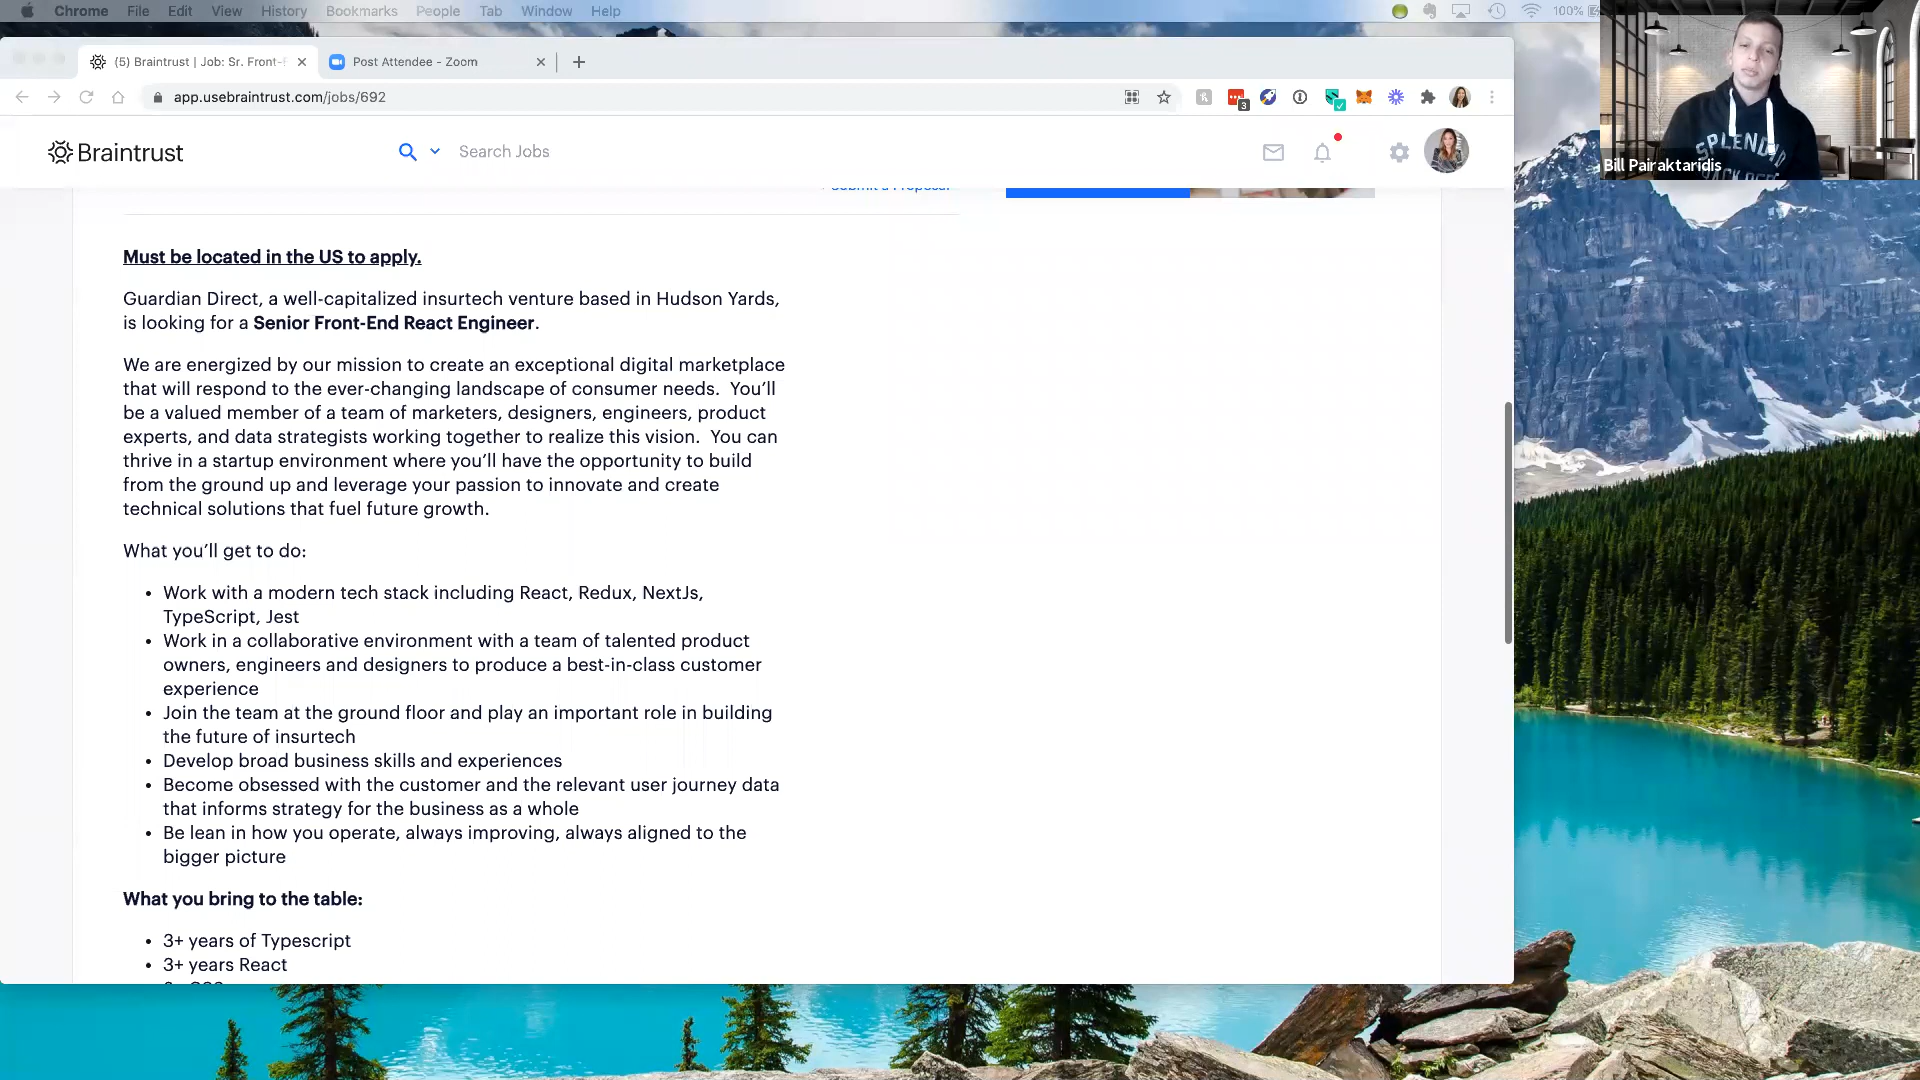 Chrome File Edit View History Bookmarks People Tab Window Help
100%
(5) Braintrust | Job: Sr. Front-
Post Attendee - Zoom
app.usebraintrust.com/jobs/692
3
Braintrust
Search Jobs
Submit a Proposal
SPLENDID
Bill Pairaktaridis
Must be located in the US to apply.
Guardian Direct, a well-capitalized insurtech venture based in Hudson Yards,
is looking for a Senior Front-End React Engineer.
We are energized by our mission to create an exceptional digital marketplace
that will respond to the ever-changing landscape of consumer needs.  You’ll
be a valued member of a team of marketers, designers, engineers, product
experts, and data strategists working together to realize this vision.  You can
thrive in a startup environment where you’ll have the opportunity to build
from the ground up and leverage your passion to innovate and create
technical solutions that fuel future growth.
What you’ll get to do:
• Work with a modern tech stack including React, Redux, NextJs,
TypeScript, Jest
• Work in a collaborative environment with a team of talented product
owners, engineers and designers to produce a best-in-class customer
experience
• Join the team at the ground floor and play an important role in building
the future of insurtech
• Develop broad business skills and experiences
• Become obsessed with the customer and the relevant user journey data
that informs strategy for the business as a whole
• Be lean in how you operate, always improving, always aligned to the
bigger picture
What you bring to the table:
• 3+ years of Typescript
• 3+ years React